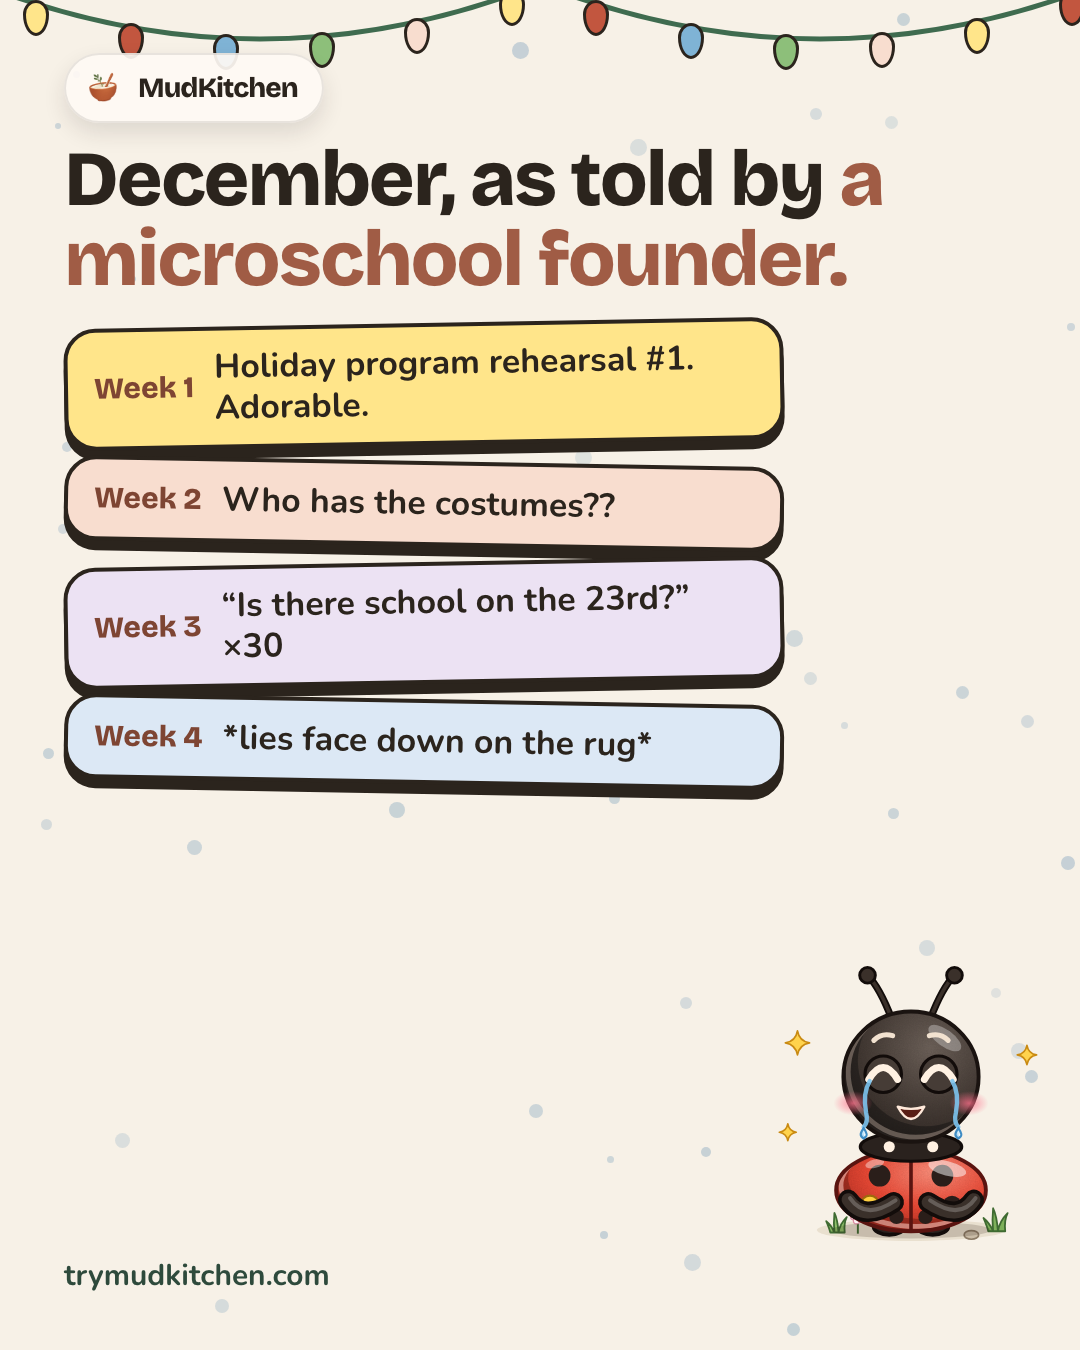 MudKitchen
December, as told by a
microschool founder.
Week 1 Holiday program rehearsal #1.
Adorable.
Week 2 Who has the costumes??
Week 3 “Is there school on the 23rd?”
×30
Week 4 *lies face down on the rug*
trymudkitchen.com